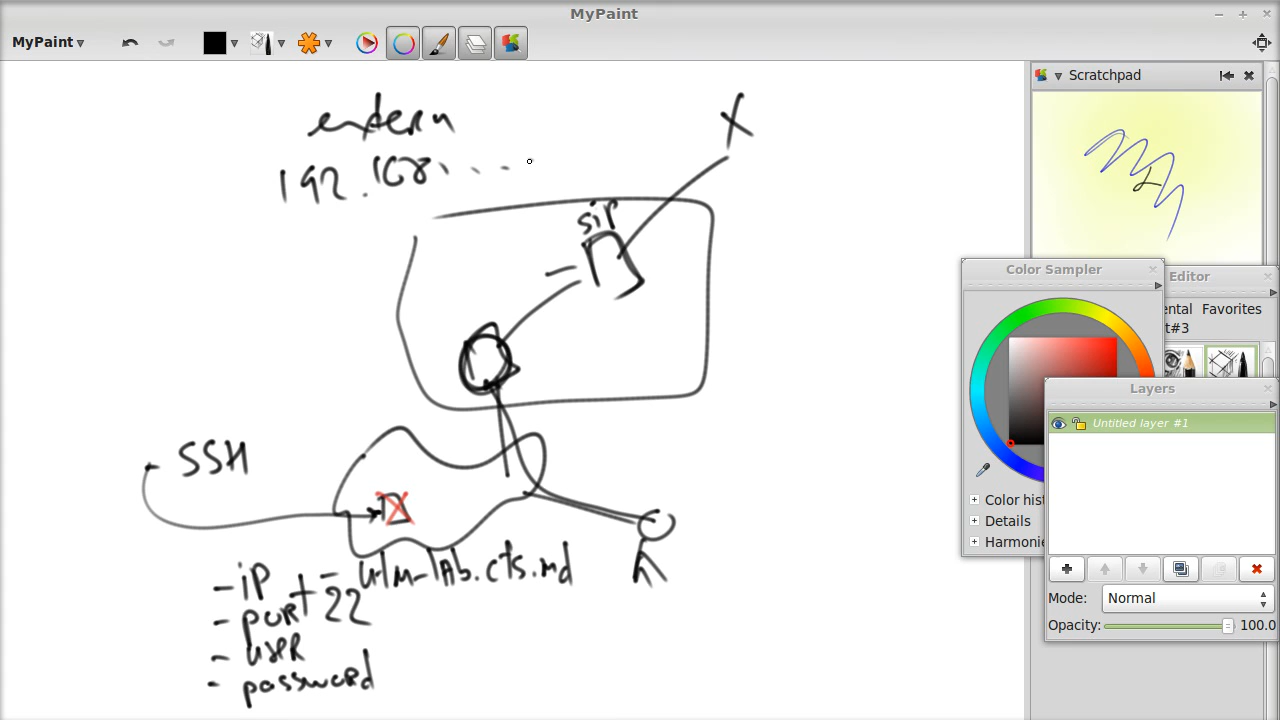 MyPaint
MyPaint
Scratchpad
extern
192.168. . . .
X
sip
Color Sampler
Editor
ental Favorites
t#3
Layers
Untitled layer #1
SSH
Color hist
Details
Harmonie
- IP - utm-lab.cts.md
- port 22
- user
- password
Mode: Normal
Opacity: 100.0